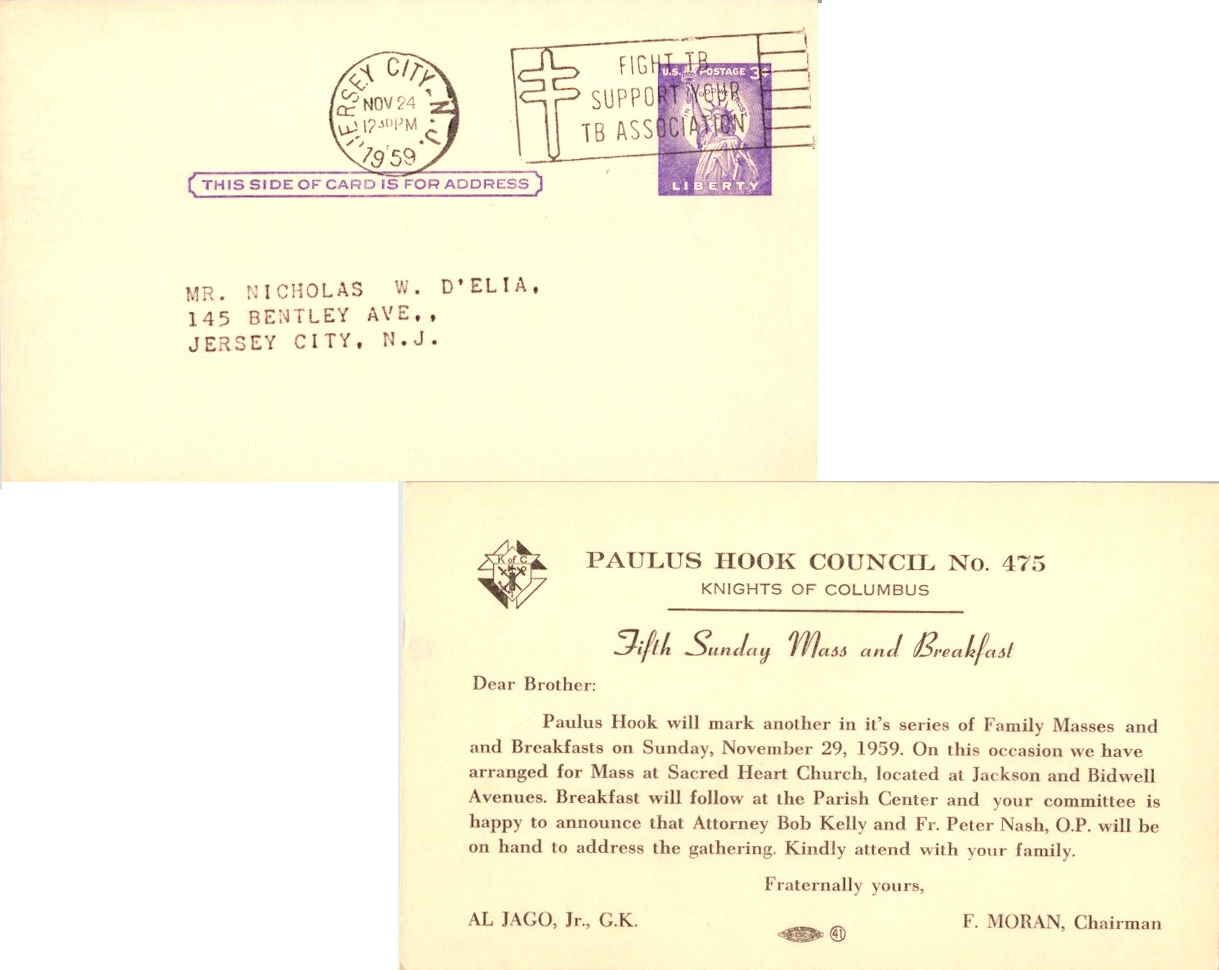 JERSEY CITY, N.J.
NOV 24
12 30 PM
1959
FIGHT TB
SUPPORT YOUR
TB ASSOCIATION
U.S. POSTAGE 3¢
LIBERTY
THIS SIDE OF CARD IS FOR ADDRESS
MR. NICHOLAS W. D'ELIA,
145 BENTLEY AVE.,,
JERSEY CITY, N.J.
K of C
PAULUS HOOK COUNCIL No. 475
KNIGHTS OF COLUMBUS
Fifth Sunday Mass and Breakfast
Dear Brother:
Paulus Hook will mark another in it's series of Family Masses and
and Breakfasts on Sunday, November 29, 1959. On this occasion we have
arranged for Mass at Sacred Heart Church, located at Jackson and Bidwell
Avenues. Breakfast will follow at the Parish Center and your committee is
happy to announce that Attorney Bob Kelly and Fr. Peter Nash, O.P. will be
on hand to address the gathering. Kindly attend with your family.
Fraternally yours,
AL JAGO, Jr., G.K.
41
F. MORAN, Chairman